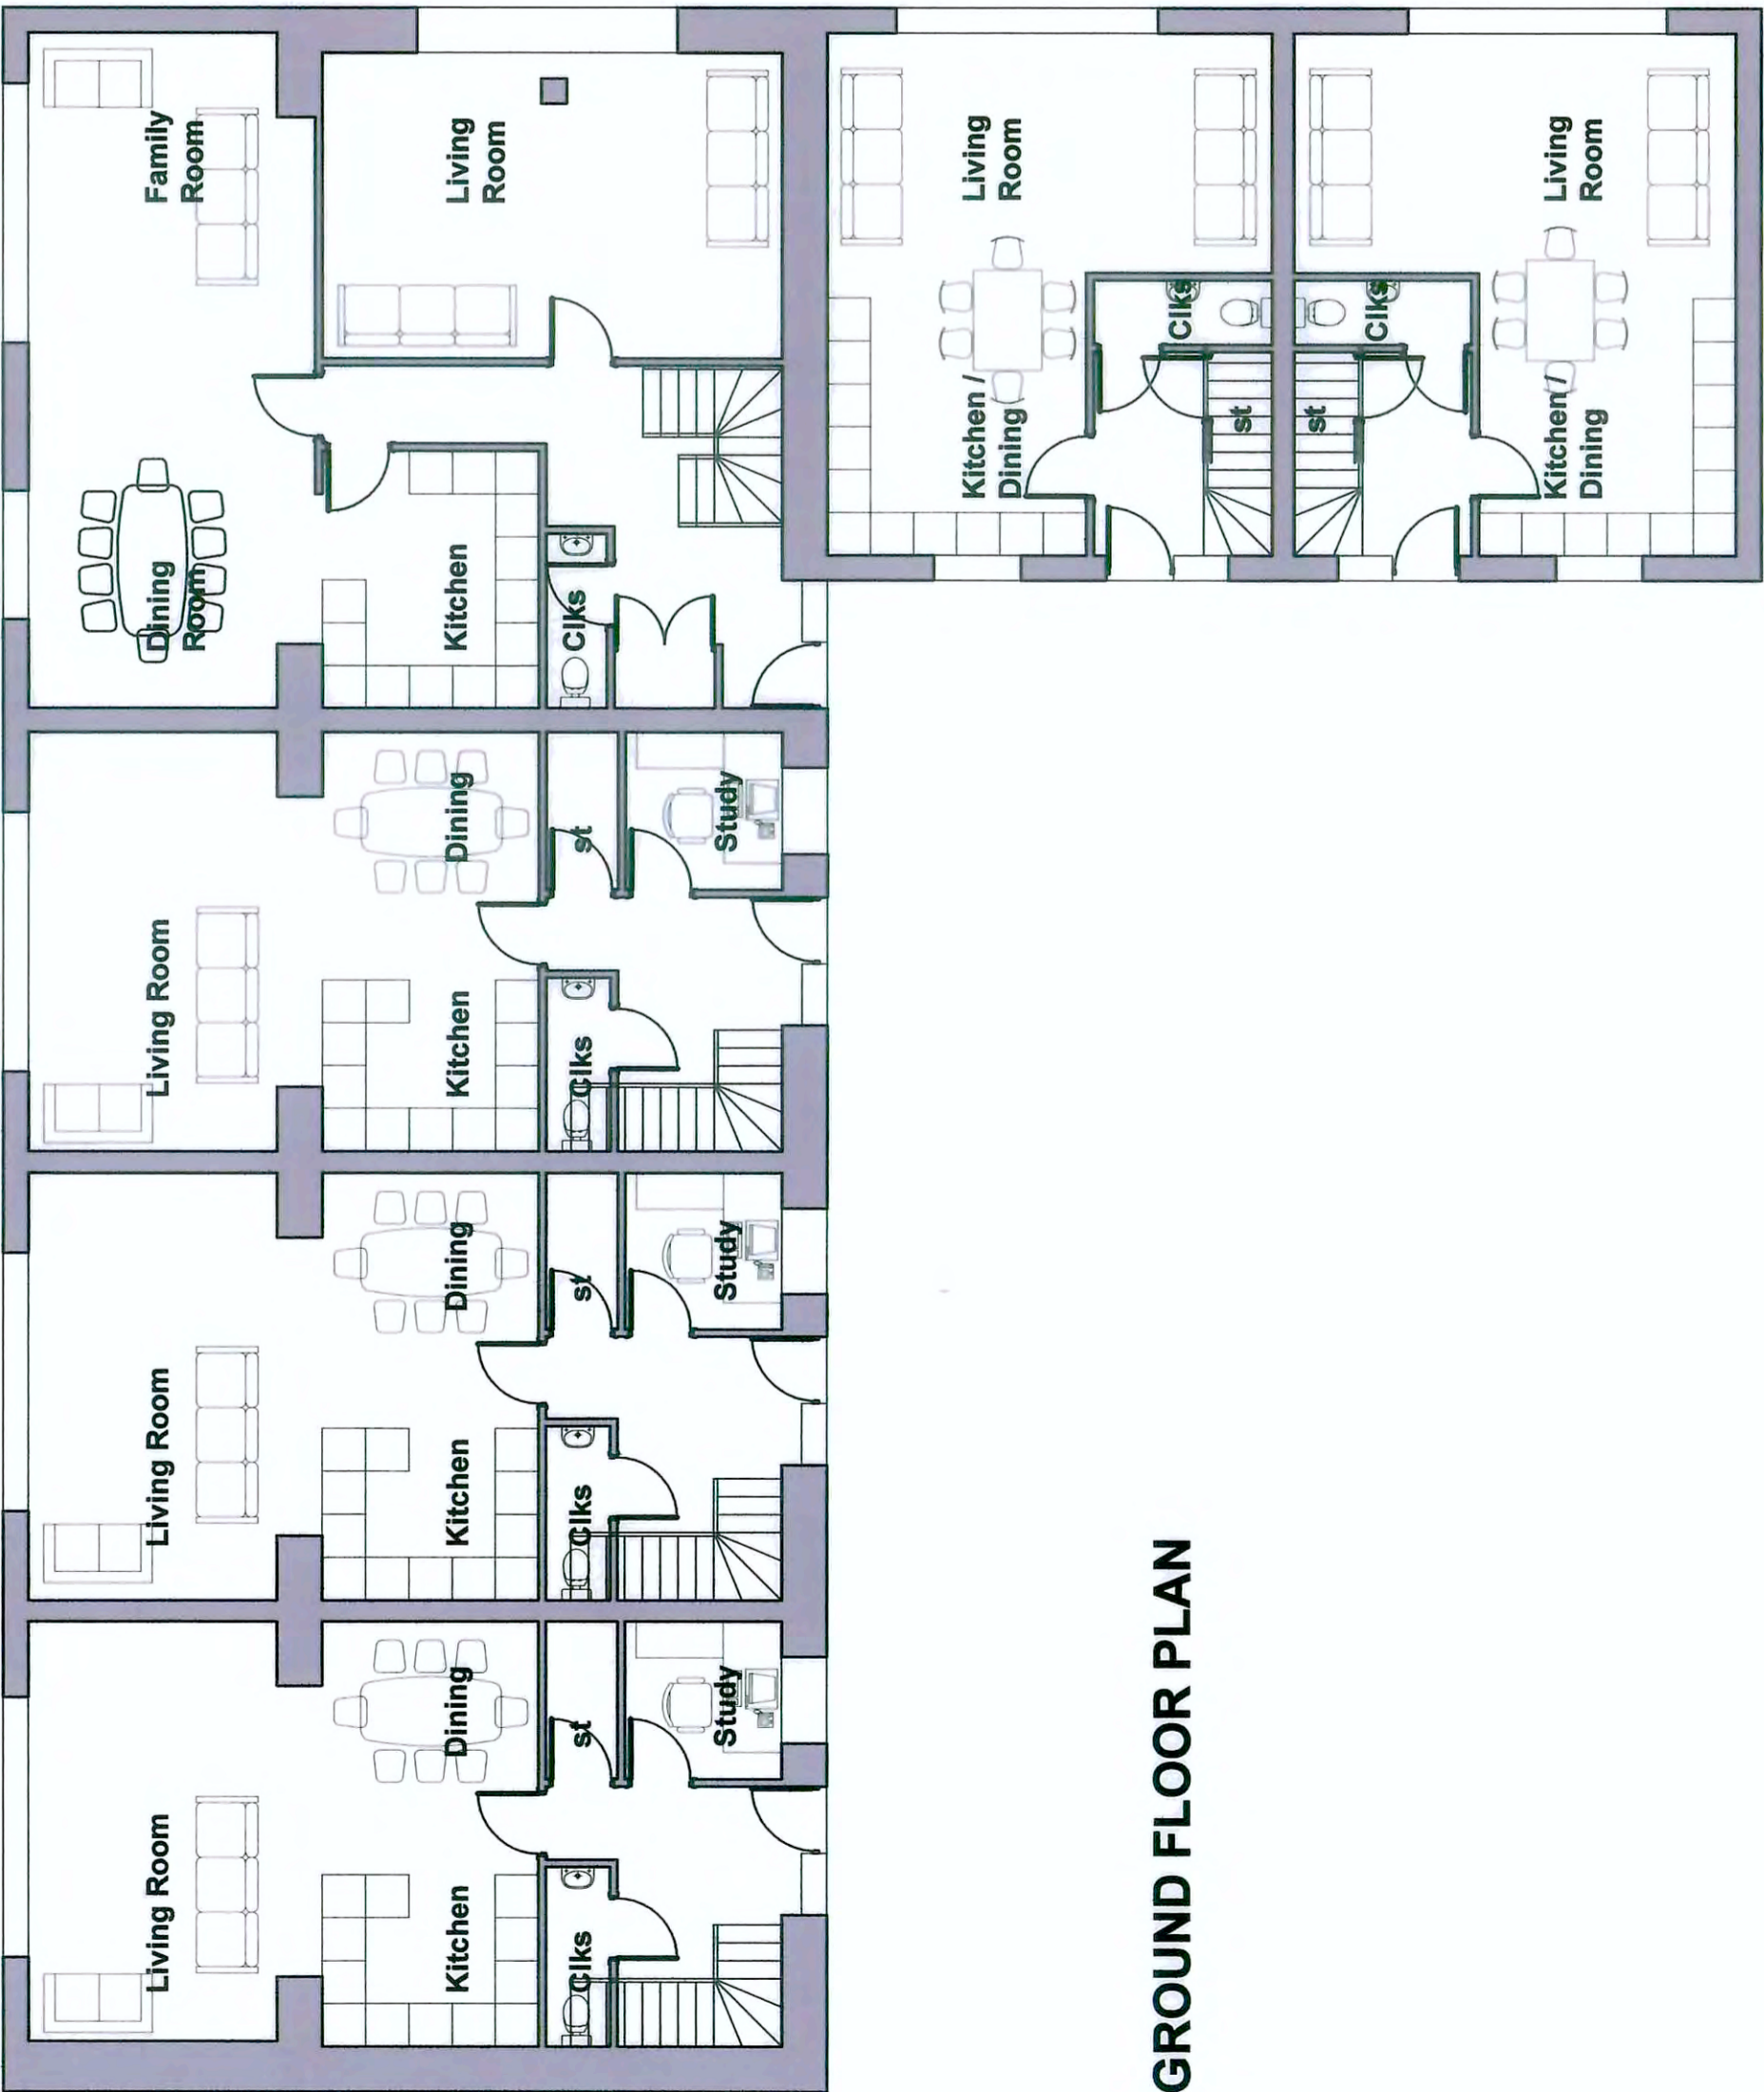 Family
Room
Living
Room
Dining
Room
Kitchen
Clks
Living
Room
Kitchen /
Dining
Clks
st
Living
Room
Kitchen /
Dining
Clks
st
Living Room
Dining
Kitchen
st
Study
Clks
Living Room
Dining
Kitchen
st
Study
Clks
Living Room
Dining
Kitchen
st
Study
Clks
GROUND FLOOR PLAN